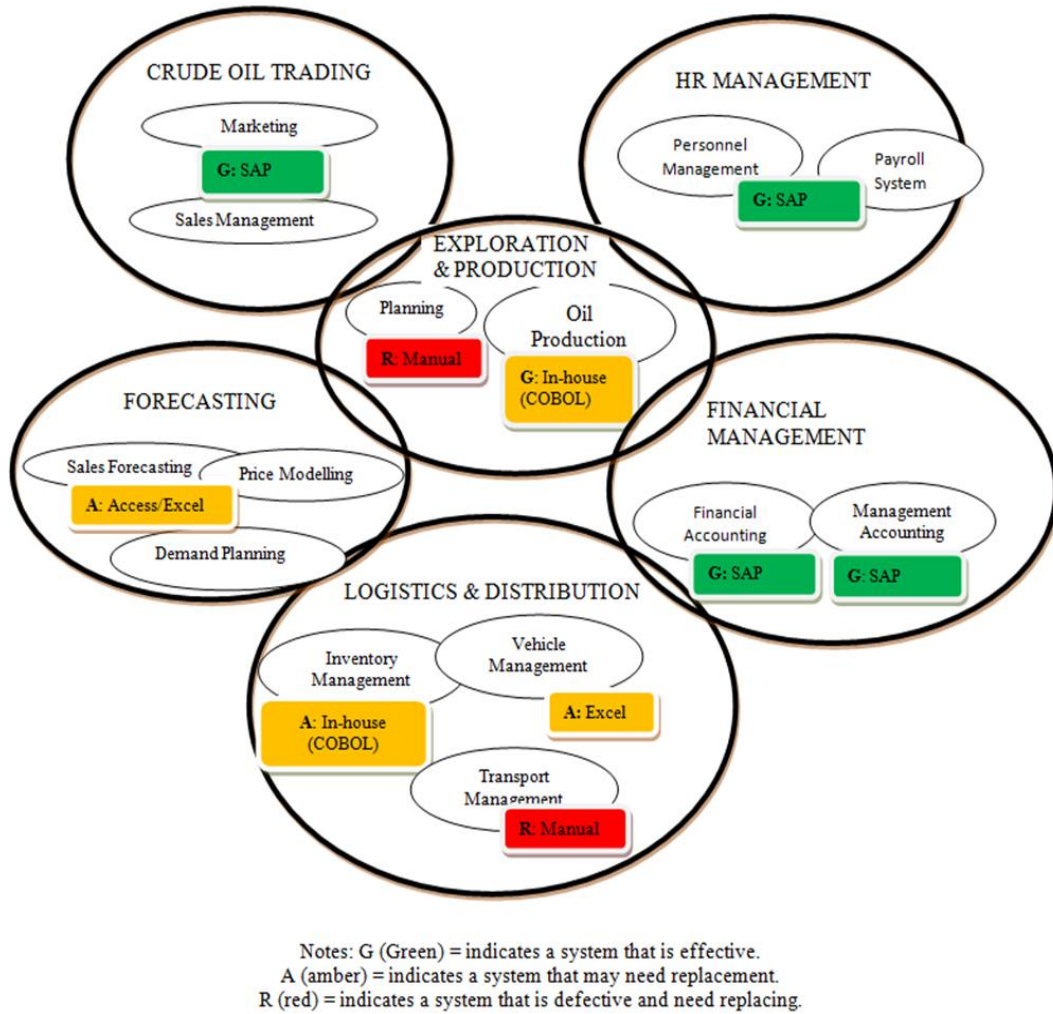 CRUDE OIL TRADING
Marketing
G: SAP
Sales Management
HR MANAGEMENT
Personnel
Management
Payroll
System
G: SAP
EXPLORATION
& PRODUCTION
Planning
R: Manual
Oil
Production
G: In-house
(COBOL)
FORECASTING
Sales Forecasting
Price Modelling
A: Access/Excel
Demand Planning
FINANCIAL
MANAGEMENT
Financial
Accounting
G: SAP
Management
Accounting
G: SAP
LOGISTICS & DISTRIBUTION
Inventory
Management
A: In-house
(COBOL)
Vehicle
Management
A: Excel
Transport
Management
R: Manual
Notes: G (Green) = indicates a system that is effective.
A (amber) = indicates a system that may need replacement.
R (red) = indicates a system that is defective and need replacing.